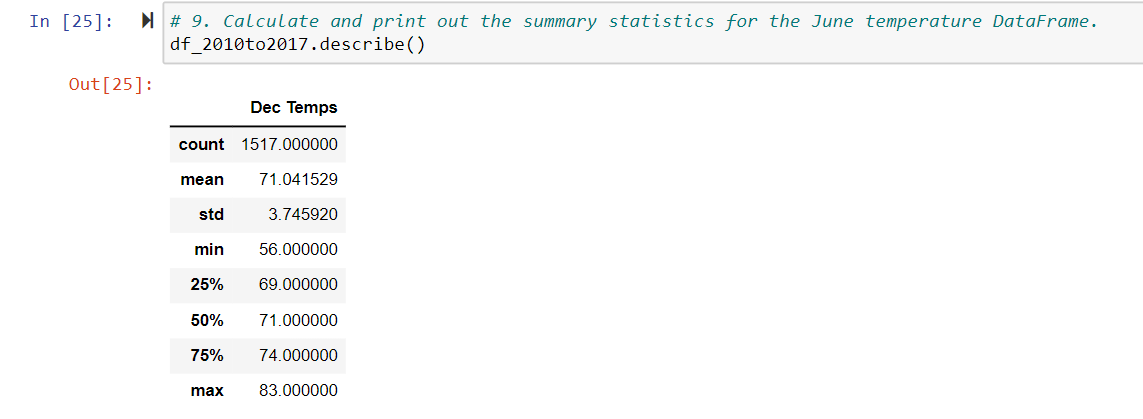 In [25]: # 9. Calculate and print out the summary statistics for the June temperature DataFrame.
df_2010to2017.describe()
Out[25]:
Dec Temps
count 1517.000000
mean 71.041529
std 3.745920
min 56.000000
25% 69.000000
50% 71.000000
75% 74.000000
max 83.000000